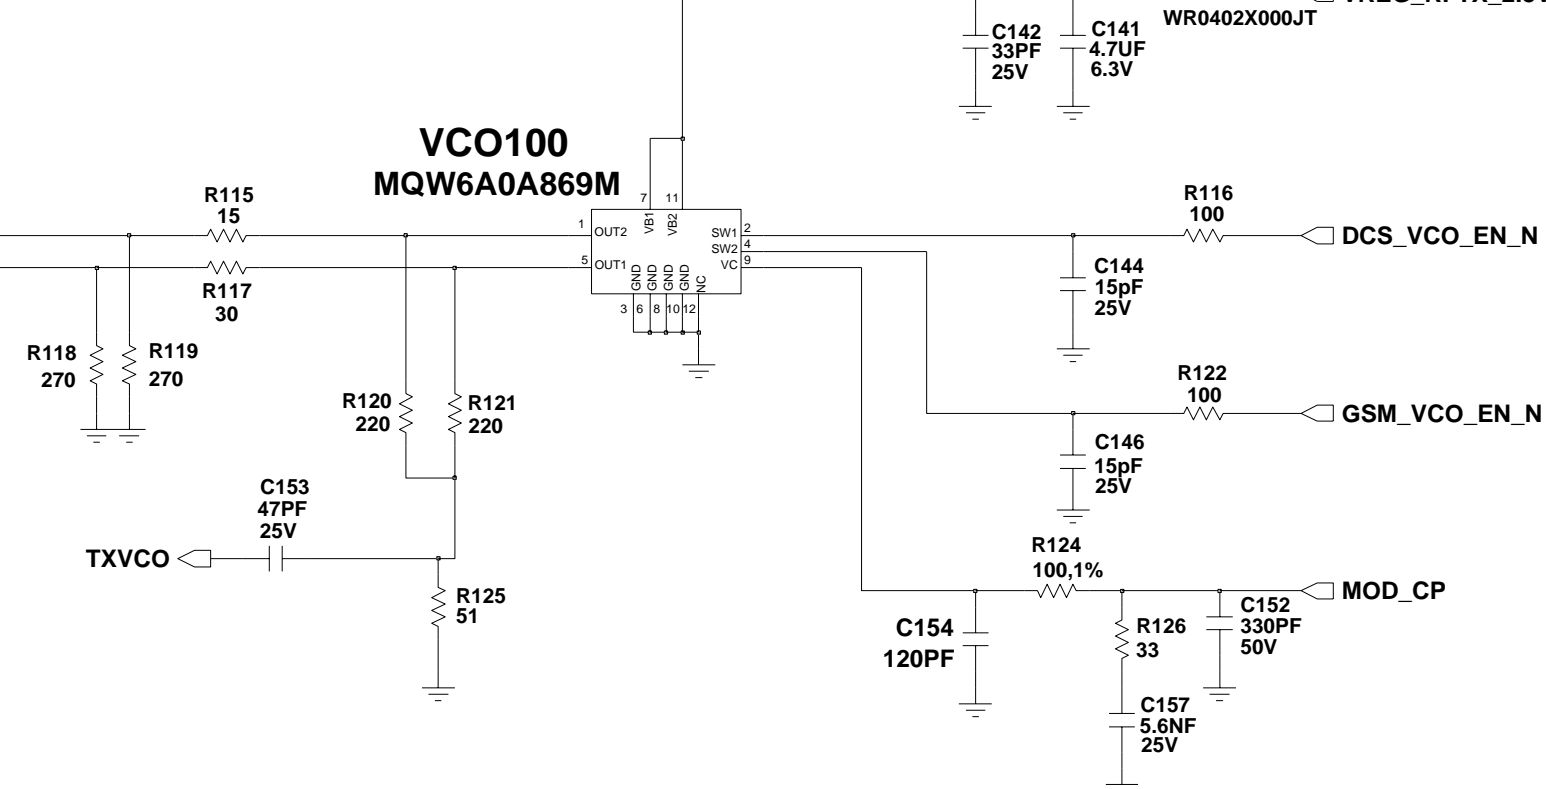 WR0402X000JT
C142
33PF
25V
C141
4.7UF
6.3V
VCO100
MQW6A0A869M
7
11
VB1
VB2
1
OUT2
5
OUT1
SW1
2
SW2
4
VC
9
GND
GND
GND
GND
NC
3
6
8
10
12
R115
15
R117
30
R118
270
R119
270
R120
220
R121
220
C153
47PF
25V
TXVCO
R125
51
R116
100
DCS_VCO_EN_N
C144
15pF
25V
R122
100
GSM_VCO_EN_N
C146
15pF
25V
R124
100,1%
MOD_CP
C154
120PF
R126
33
C152
330PF
50V
C157
5.6NF
25V